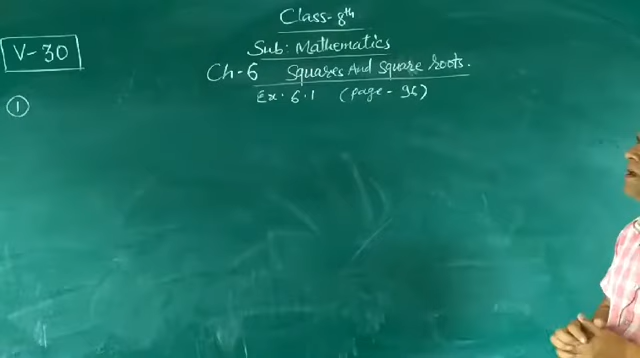 Class-8th
V-30
Sub: Mathematics
Ch-6 Squares And Square roots.
Ex. 6.1 (page - 96)
①